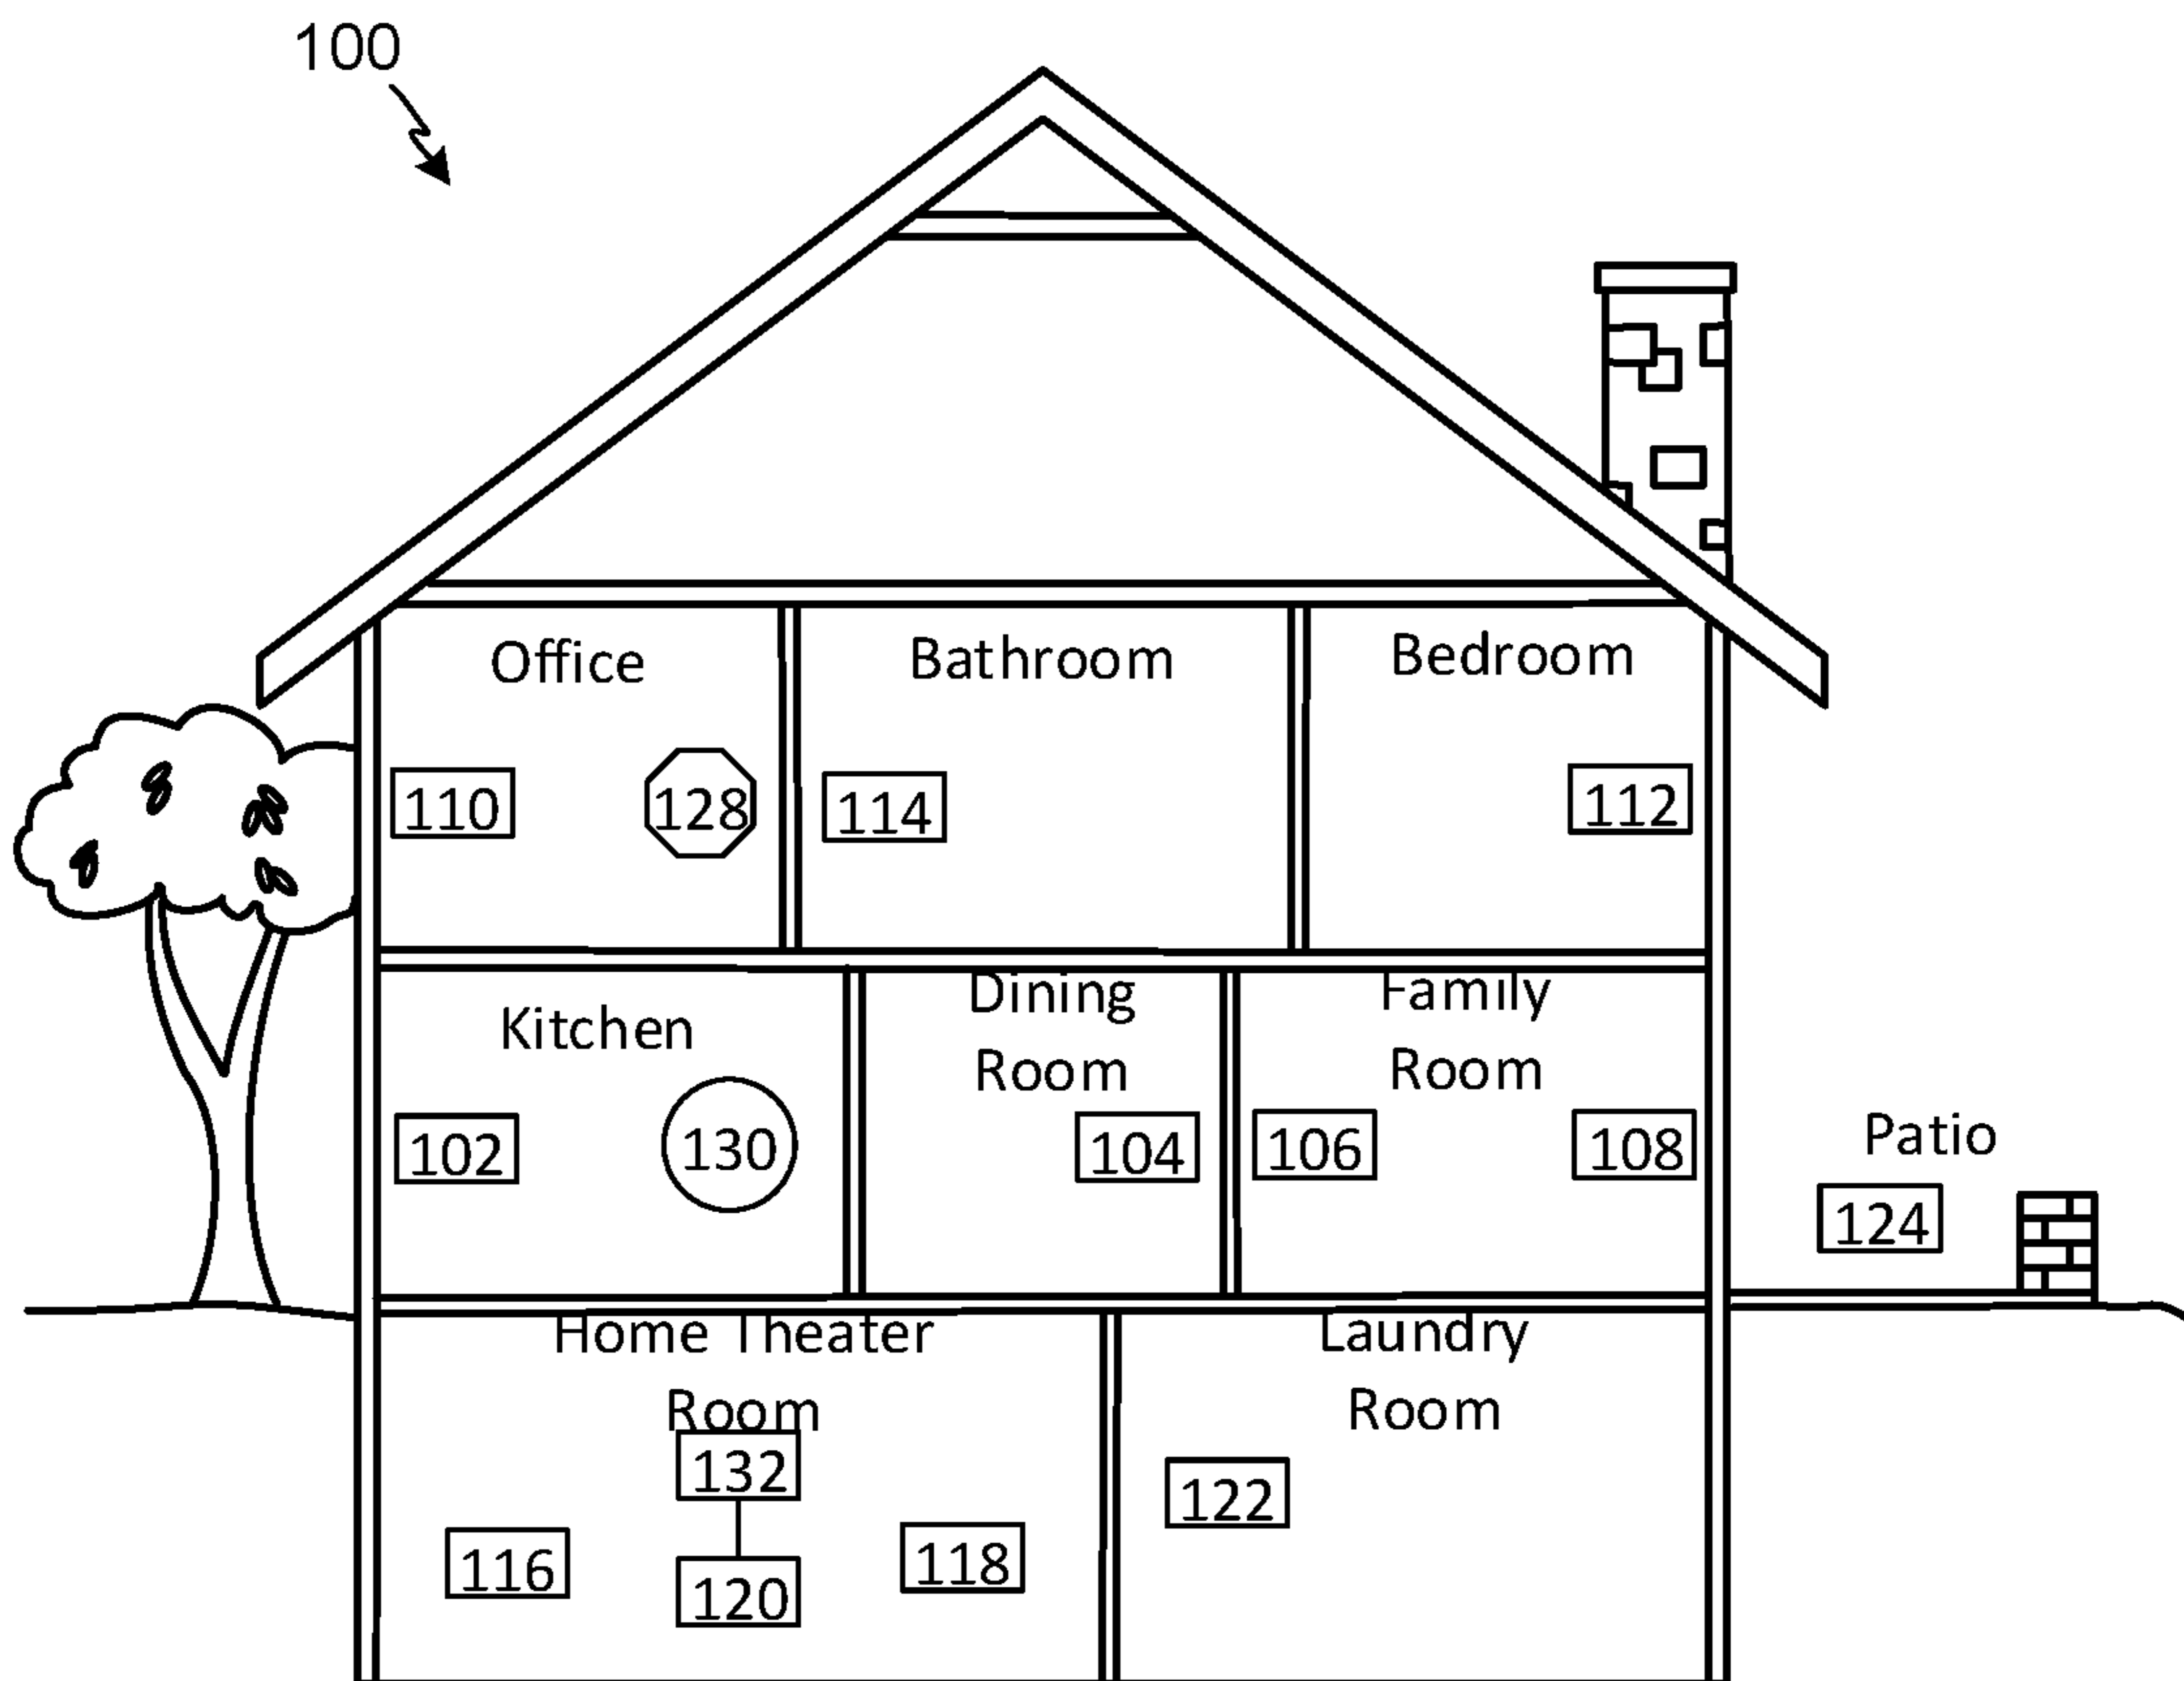 100
Office
Bathroom
Bedroom
110
128
114
112
Kitchen
Dining
Room
Family
Room
102
130
104
106
108
Patio
124
Home Theater
Room
Laundry
Room
132
122
116
120
118